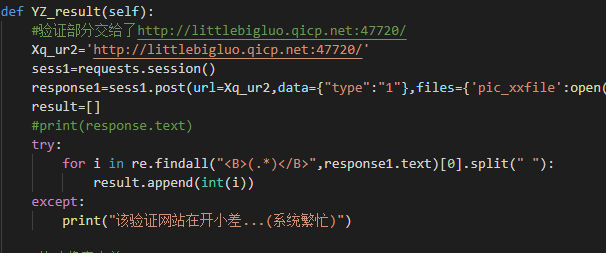 def YZ_result(self):
#验证部分交给了http://littlebigluo.qicp.net:47720/
Xq_ur2='http://littlebigluo.qicp.net:47720/'
sess1=requests.session()
response1=sess1.post(url=Xq_ur2,data={"type":"1"},files={'pic_xxfile':open(
result=[]
#print(response.text)
try:
for i in re.findall("<B>(.*)</B>",response1.text)[0].split(" "):
result.append(int(i))
except:
print("该验证网站在开小差...(系统繁忙)")